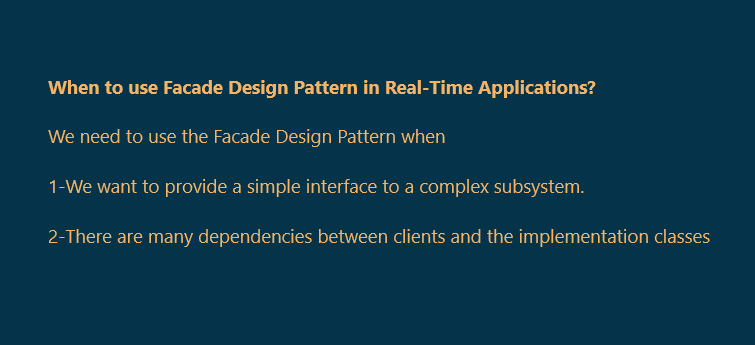 When to use Facade Design Pattern in Real-Time Applications?
We need to use the Facade Design Pattern when
1-We want to provide a simple interface to a complex subsystem.
2-There are many dependencies between clients and the implementation classes